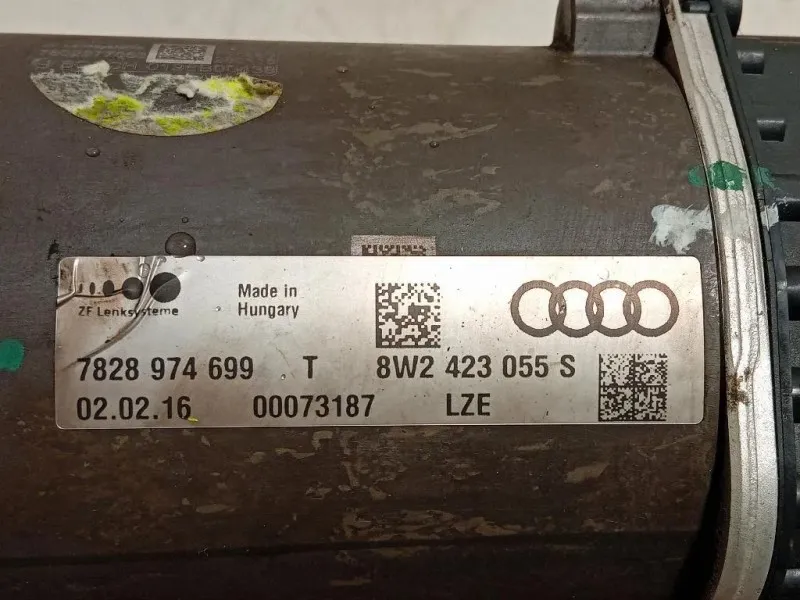 ZF Lenksysteme
Made in
Hungary
7828 974 699 T 8W2 423 055 S
02.02.16 00073187 LZE